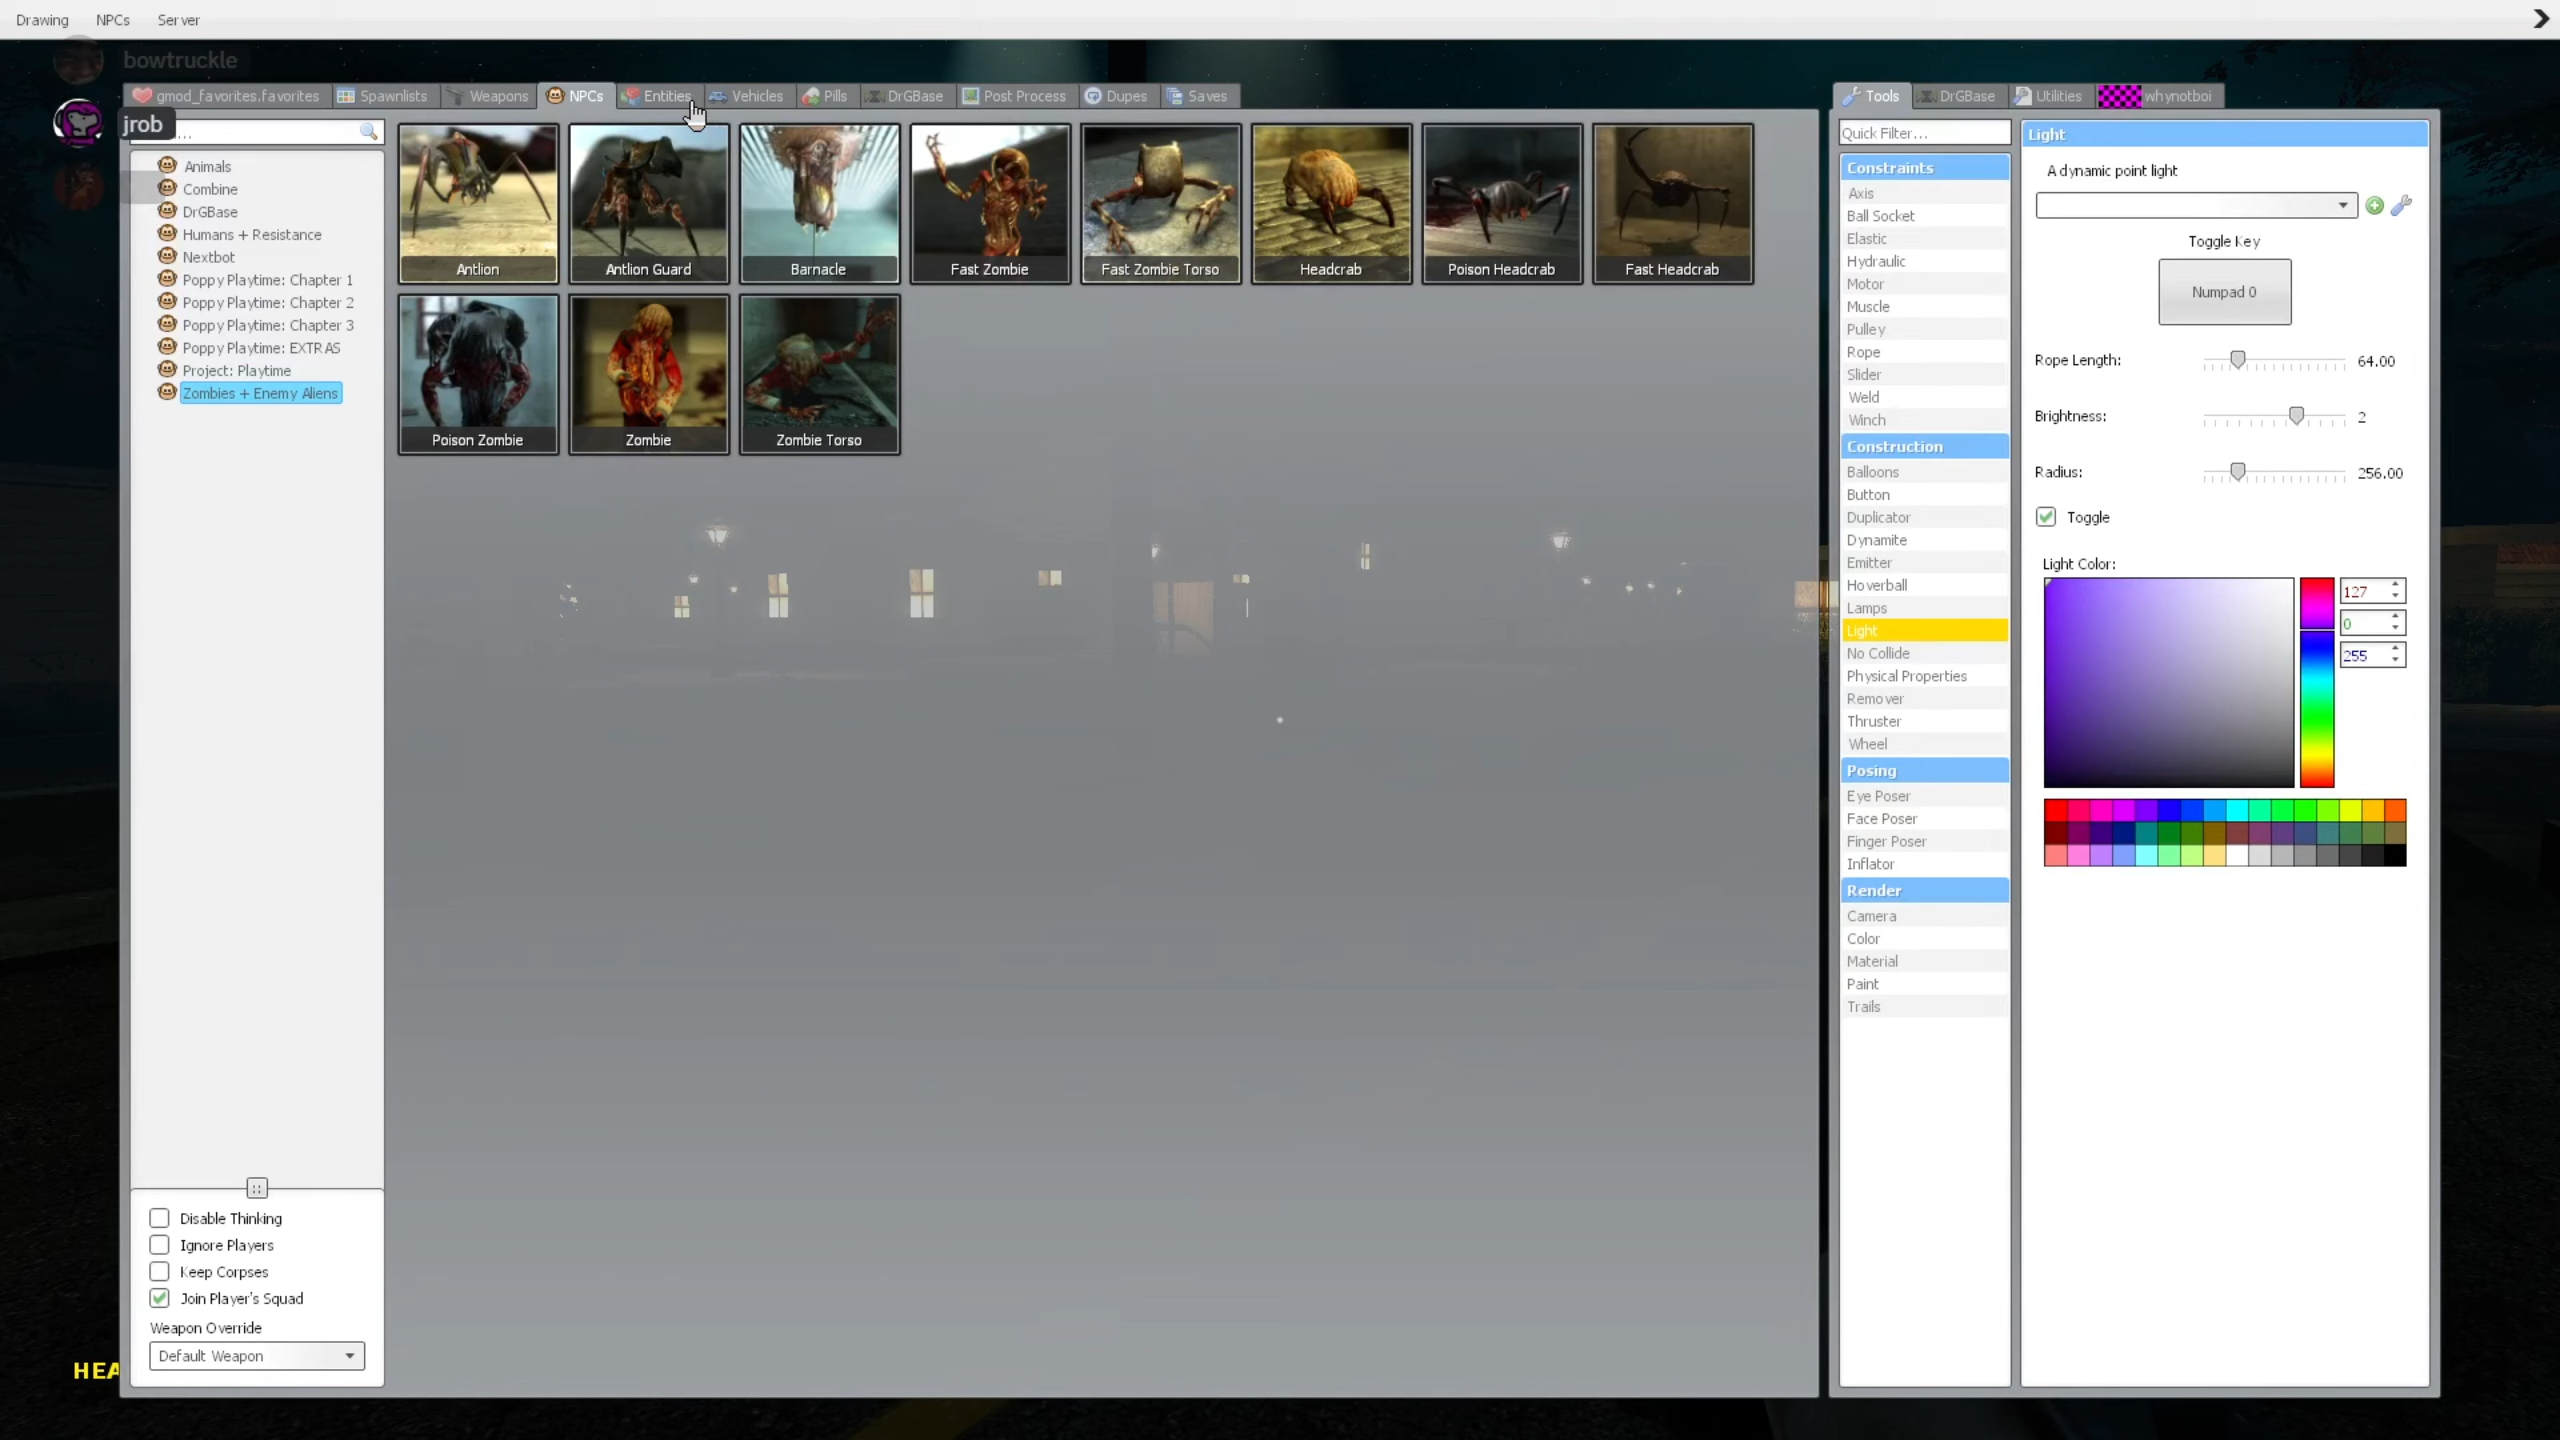 Drawing NPCs Server
bowtruckle
gmod_favorites.favorites Spawnlists Weapons NPCs Entities Vehicles Pills DrGBase Post Process Dupes Saves
Tools DrGBase Utilities whynotboi
jrob
...
Animals
Combine
DrGBase
Humans + Resistance
Nextbot
Poppy Playtime: Chapter 1
Poppy Playtime: Chapter 2
Poppy Playtime: Chapter 3
Poppy Playtime: EXTRAS
Project: Playtime
Zombies + Enemy Aliens
Antlion
Antlion Guard
Barnacle
Fast Zombie
Fast Zombie Torso
Headcrab
Poison Headcrab
Fast Headcrab
Poison Zombie
Zombie
Zombie Torso
Disable Thinking
Ignore Players
Keep Corpses
Join Player's Squad
Weapon Override
Default Weapon
HEA
Quick Filter...
Constraints
Axis
Ball Socket
Elastic
Hydraulic
Motor
Muscle
Pulley
Rope
Slider
Weld
Winch
Construction
Balloons
Button
Duplicator
Dynamite
Emitter
Hoverball
Lamps
Light
No Collide
Physical Properties
Remover
Thruster
Wheel
Posing
Eye Poser
Face Poser
Finger Poser
Inflator
Render
Camera
Color
Material
Paint
Trails
Light
A dynamic point light
Toggle Key
Numpad 0
Rope Length: 64.00
Brightness: 2
Radius: 256.00
Toggle
Light Color:
127
0
255